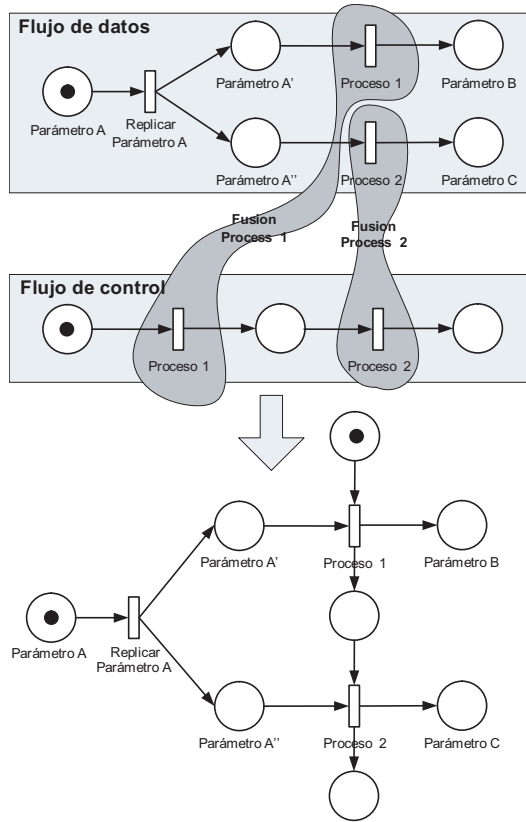 Flujo de datos
Parámetro A
Replicar
Parámetro A
Parámetro A'
Proceso 1
Parámetro B
Parámetro A''
Proceso 2
Parámetro C
Fusion
Process 1
Fusion
Process 2
Flujo de control
Proceso 1
Proceso 2
Parámetro A'
Proceso 1
Parámetro B
Parámetro A
Replicar
Parámetro A
Parámetro A''
Proceso 2
Parámetro C